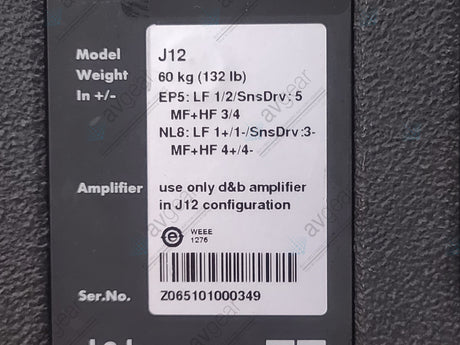 Model J12
Weight 60 kg (132 lb)
In +/- EP5: LF 1/2/SnsDrv: 5
MF+HF 3/4
NL8: LF 1+/1-/SnsDrv:3-
MF+HF 4+/4-
Amplifier use only d&b amplifier
in J12 configuration
WEEE
1276
Ser.No. Z065101000349
avgear